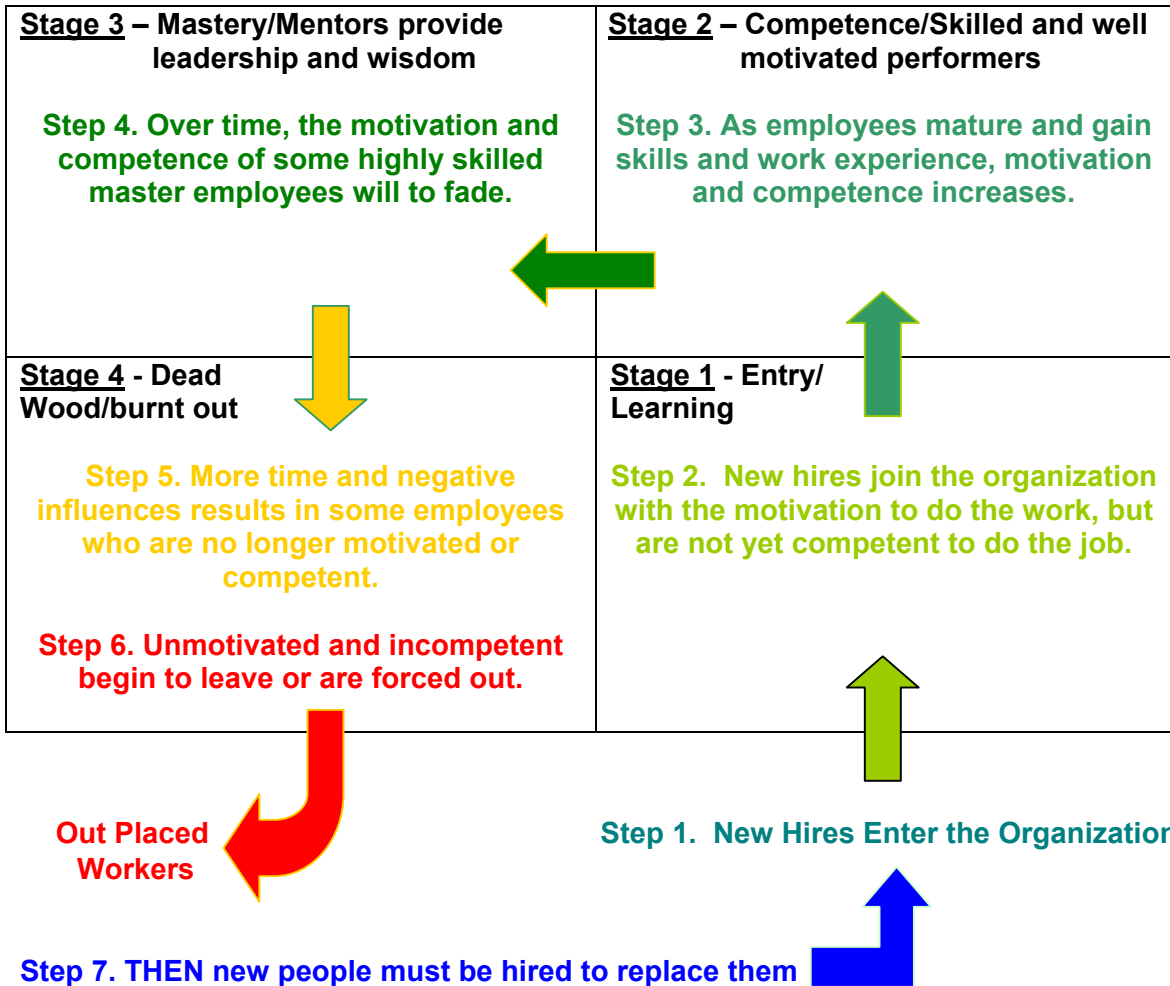 Stage 3 – Mastery/Mentors provide
leadership and wisdom
Step 4. Over time, the motivation and
competence of some highly skilled
master employees will to fade.
Stage 2 – Competence/Skilled and well
motivated performers
Step 3. As employees mature and gain
skills and work experience, motivation
and competence increases.
Stage 4 - Dead
Wood/burnt out
Step 5. More time and negative
influences results in some employees
who are no longer motivated or
competent.
Step 6. Unmotivated and incompetent
begin to leave or are forced out.
Stage 1 - Entry/
Learning
Step 2. New hires join the organization
with the motivation to do the work, but
are not yet competent to do the job.
Out Placed
Workers
Step 1. New Hires Enter the Organization
Step 7. THEN new people must be hired to replace them